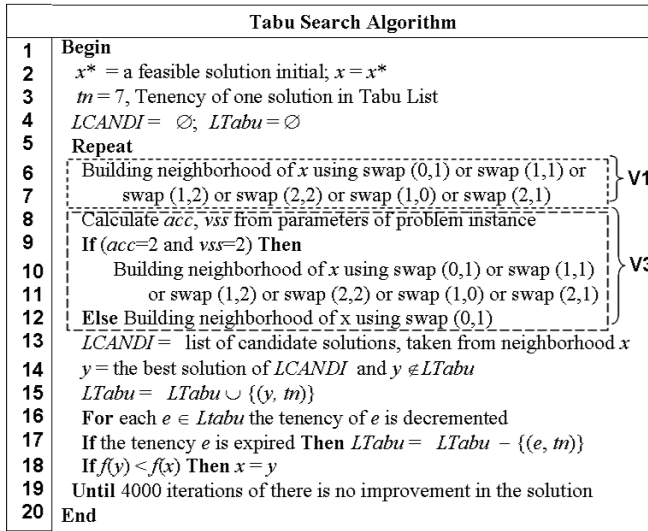 Tabu Search Algorithm
1 Begin
2 x* = a feasible solution initial; x = x*
3 tn = 7, Tenency of one solution in Tabu List
4 LCANDI = ∅; LTabu = ∅
5 Repeat
6 Building neighborhood of x using swap (0,1) or swap (1,1) or
7 swap (1,2) or swap (2,2) or swap (1,0) or swap (2,1)
V1
8 Calculate acc, vss from parameters of problem instance
9 If (acc=2 and vss=2) Then
10 Building neighborhood of x using swap (0,1) or swap (1,1)
11 or swap (1,2) or swap (2,2) or swap (1,0) or swap (2,1)
12 Else Building neighborhood of x using swap (0,1)
V3
13 LCANDI = list of candidate solutions, taken from neighborhood x
14 y = the best solution of LCANDI and y ∉ LTabu
15 LTabu = LTabu ∪ {(y, tn)}
16 For each e ∈ Ltabu the tenency of e is decremented
17 If the tenency e is expired Then LTabu = LTabu − {(e, tn)}
18 If f(y) < f(x) Then x = y
19 Until 4000 iterations of there is no improvement in the solution
20 End